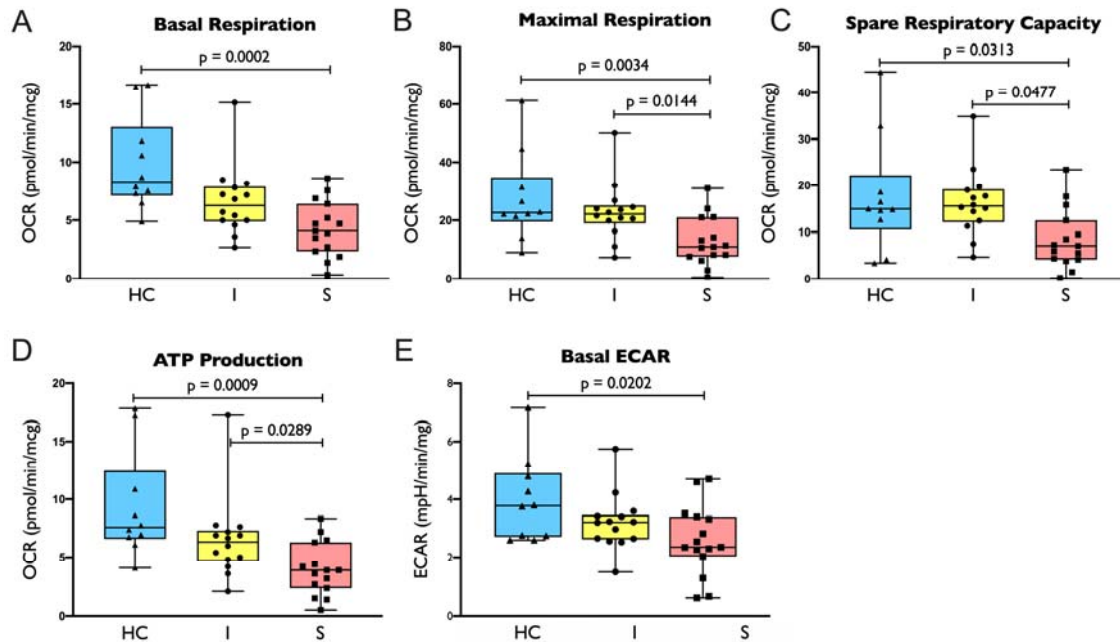 A
Basal Respiration
20
15
10
5
0
OCR (pmol/min/mcg)
p = 0.0002
HC I S
B
Maximal Respiration
80
60
40
20
0
OCR (pmol/min/mcg)
p = 0.0034
p = 0.0144
HC I S
C
Spare Respiratory Capacity
50
40
30
20
10
0
OCR (pmol/min/mcg)
p = 0.0313
p = 0.0477
HC I S
D
ATP Production
20
15
10
5
0
OCR (pmol/min/mcg)
p = 0.0009
p = 0.0289
HC I S
E
Basal ECAR
8
6
4
2
0
ECAR (mpH/min/mg)
p = 0.0202
HC I S